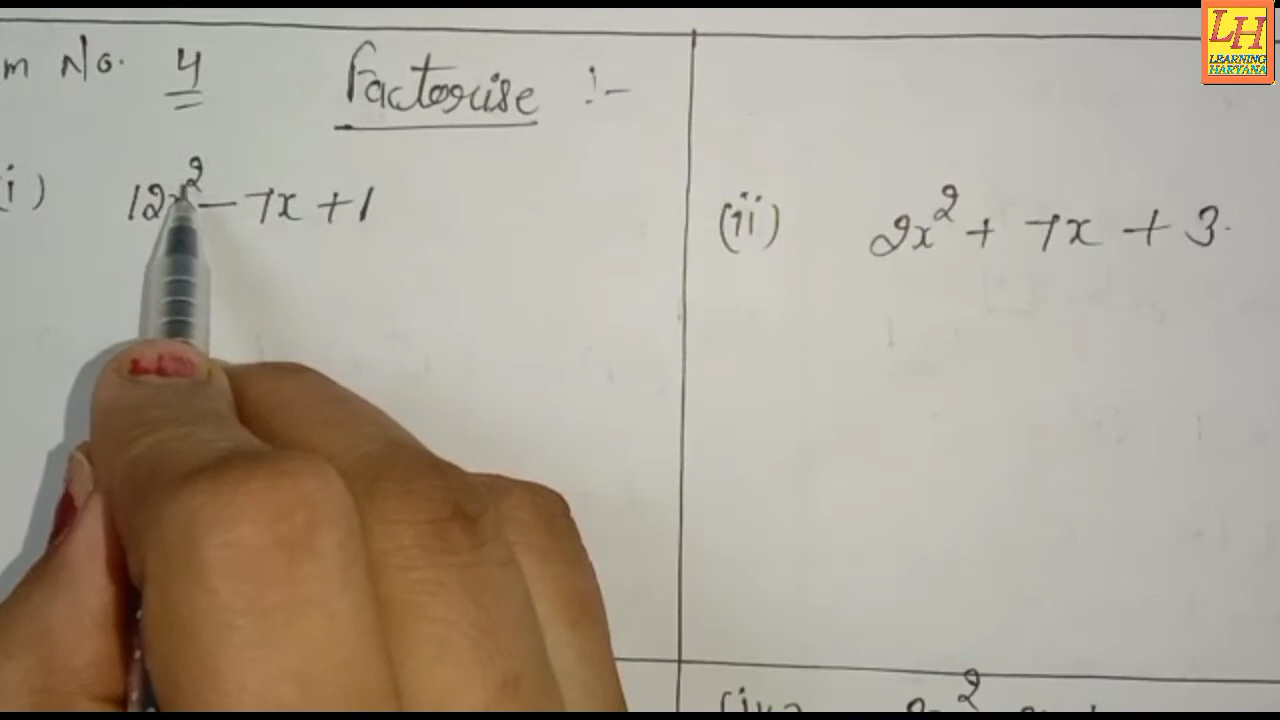 m No. 4 Factorise :-
(i) 12x² - 7x + 1
(ii) 2x² + 7x + 3.
LH
LEARNING
HARYANA